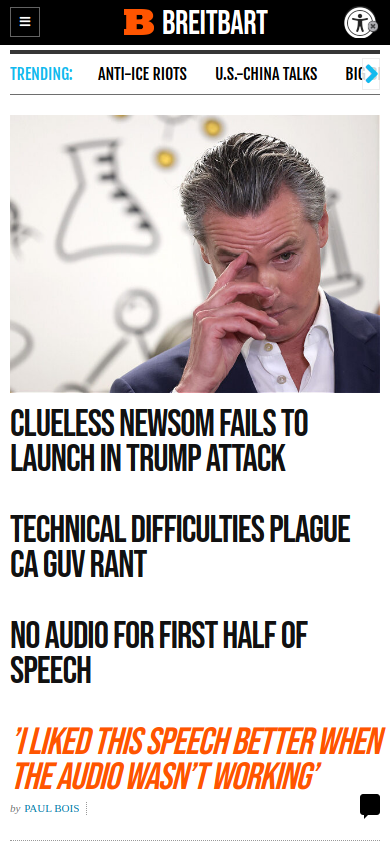 B BREITBART
TRENDING: ANTI-ICE RIOTS U.S.-CHINA TALKS
CLUELESS NEWSOM FAILS TO
LAUNCH IN TRUMP ATTACK
TECHNICAL DIFFICULTIES PLAGUE
CA GUV RANT
NO AUDIO FOR FIRST HALF OF
SPEECH
'I LIKED THIS SPEECH BETTER WHEN
THE AUDIO WASN'T WORKING'
by PAUL BOIS